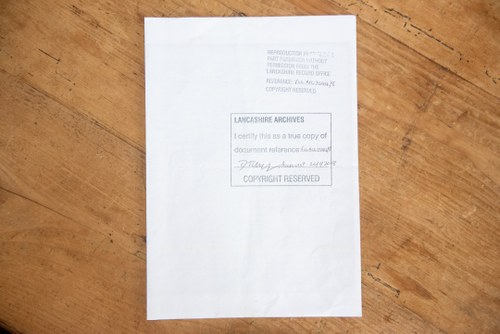 REPRODUCTION IN
PART FORBIDDEN WITHOUT
PERMISSION FROM THE
LANCASHIRE RECORD OFFICE
REFERENCE
COPYRIGHT RESERVED
LANCASHIRE ARCHIVES
I certify this as a true copy of
document reference
COPYRIGHT RESERVED